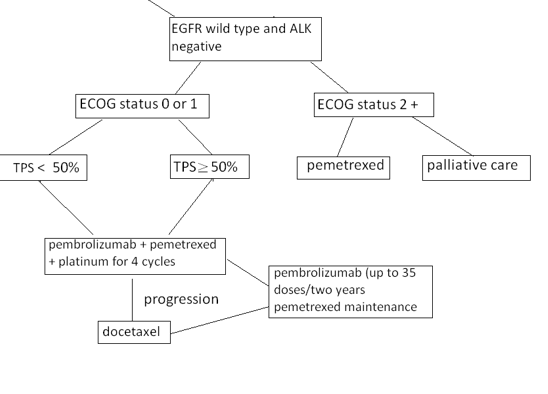 EGFR wild type and ALK
negative
ECOG status 0 or 1
ECOG status 2 +
TPS < 50%
TPS ≥ 50%
pemetrexed
palliative care
pembrolizumab + pemetrexed
+ platinum for 4 cycles
pembrolizumab (up to 35
doses/two years
pemetrexed maintenance
progression
docetaxel